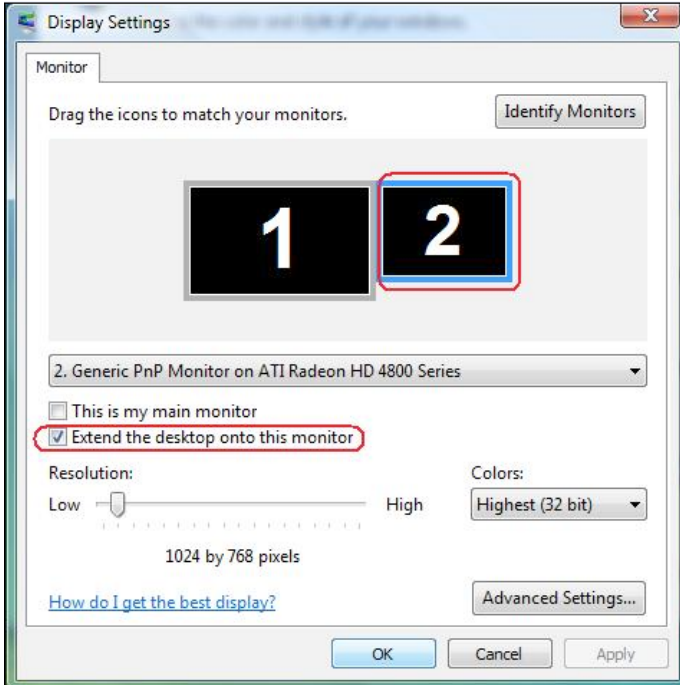 Display Settings
Monitor
Drag the icons to match your monitors.
Identify Monitors
1
2
2. Generic PnP Monitor on ATI Radeon HD 4800 Series
This is my main monitor
Extend the desktop onto this monitor
Resolution:
Colors:
Low
High
Highest (32 bit)
1024 by 768 pixels
How do I get the best display?
Advanced Settings...
OK
Cancel
Apply